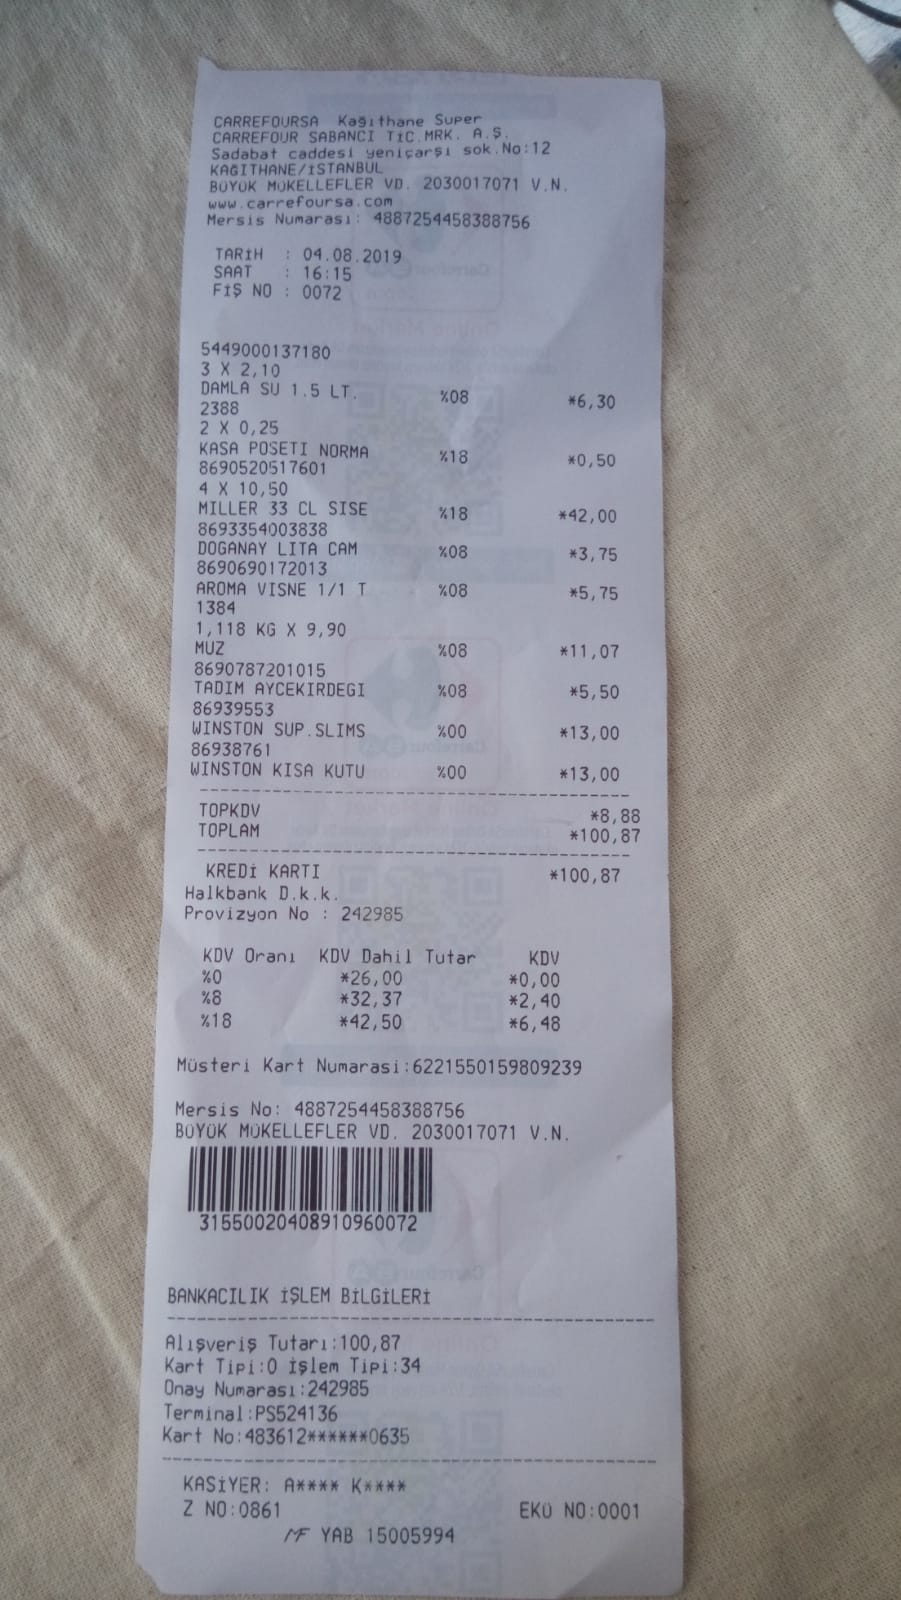 CARREFOURSA Kağıthane Super
CARREFOUR SABANCI TİC.MRK. A.Ş.
Sadabat caddesi yeniçarşi sok.No:12
KAĞITHANE/İSTANBUL
BÜYÜK MÜKELLEFLER VD. 2030017071 V.N.
www.carrefoursa.com
Mersis Numarası: 4887254458388756
TARİH : 04.08.2019
SAAT : 16:15
FİŞ NO : 0072
5449000137180
3 X 2,10
DAMLA SU 1.5 LT. %08 *6,30
2388
2 X 0,25
KASA POSETI NORMA %18 *0,50
8690520517601
4 X 10,50
MILLER 33 CL SISE %18 *42,00
8693354003838
DOGANAY LITA CAM %08 *3,75
8690690172013
AROMA VISNE 1/1 T %08 *5,75
1384
1,118 KG X 9,90
MUZ %08 *11,07
8690787201015
TADIM AYCEKIRDEGI %08 *5,50
86939553
WINSTON SUP.SLIMS %00 *13,00
86938761
WINSTON KISA KUTU %00 *13,00
TOPKDV *8,88
TOPLAM *100,87
KREDİ KARTI *100,87
Halkbank D.k.k.
Provizyon No : 242985
KDV Oranı KDV Dahil Tutar KDV
%0 *26,00 *0,00
%8 *32,37 *2,40
%18 *42,50 *6,48
Müsteri Kart Numarasi:6221550159809239
Mersis No: 4887254458388756
BÜYÜK MÜKELLEFLER VD. 2030017071 V.N.
31550020408910960072
BANKACILIK İŞLEM BİLGİLERİ
Alışveriş Tutarı:100,87
Kart Tipi:0 İşlem Tipi:34
Onay Numarası:242985
Terminal:PS524136
Kart No:483612******0635
KASİYER: A**** K****
Z NO:0861 EKÜ NO:0001
MF YAB 15005994